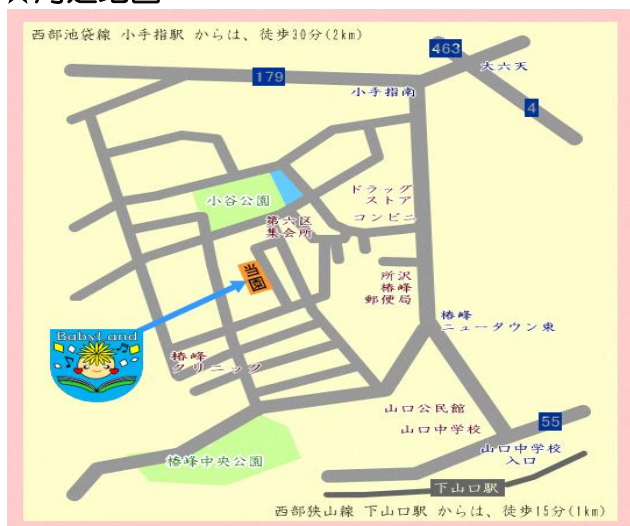 西部池袋線 小手指駅 からは、徒歩30分(2km)
463
大六天
179
小手指南
4
ドラッグ
ストア
小谷公園
コンビニ
第六区
集会所
当園
所沢
椿峰
郵便局
椿峰
ニュータウン東
BabyLand
椿峰
クリニック
山口公民館
55
山口中学校
山口中学校
入口
椿峰中央公園
下山口駅
西部狭山線 下山口駅 からは、徒歩15分(1km)